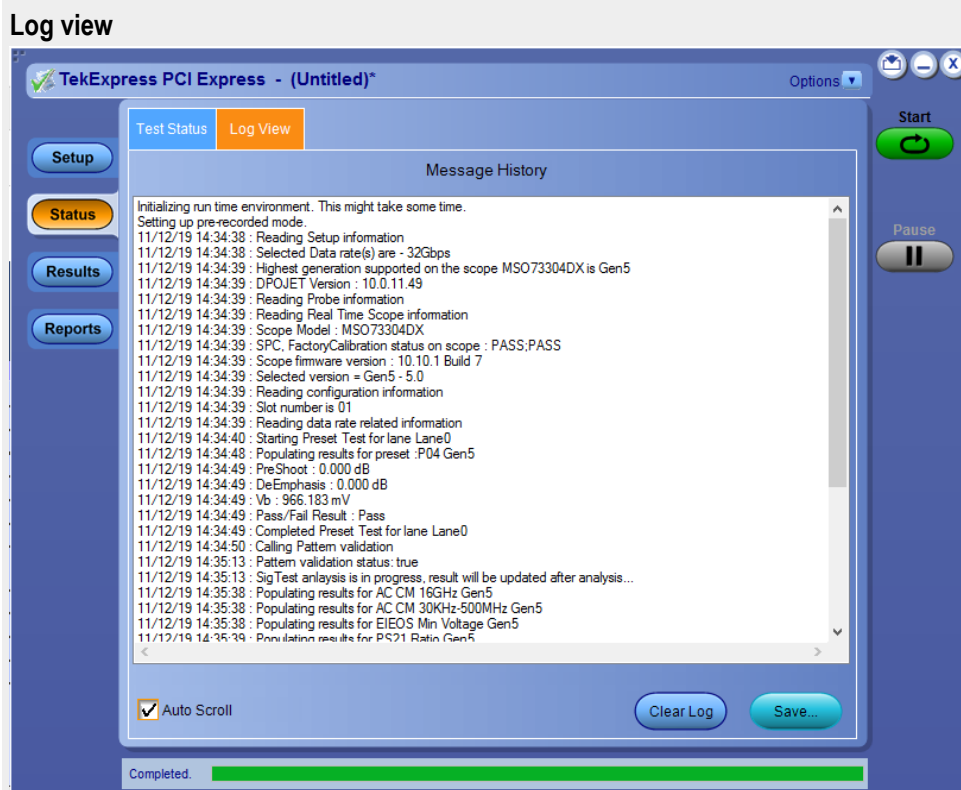 Log view
TekExpress PCI Express - (Untitled)*
Options
Start
Test Status
Log View
Setup
Message History
Status
Pause
Results
Reports
Initializing run time environment. This might take some time.
Setting up pre-recorded mode.
11/12/19 14:34:38 : Reading Setup information
11/12/19 14:34:38 : Selected Data rate(s) are - 32Gbps
11/12/19 14:34:39 : Highest generation supported on the scope MSO73304DX is Gen5
11/12/19 14:34:39 : DPOJET Version : 10.0.11.49
11/12/19 14:34:39 : Reading Probe information
11/12/19 14:34:39 : Reading Real Time Scope information
11/12/19 14:34:39 : Scope Model : MSO73304DX
11/12/19 14:34:39 : SPC, FactoryCalibration status on scope : PASS;PASS
11/12/19 14:34:39 : Scope firmware version : 10.10.1 Build 7
11/12/19 14:34:39 : Selected version = Gen5 - 5.0
11/12/19 14:34:39 : Reading configuration information
11/12/19 14:34:39 : Slot number is 01
11/12/19 14:34:39 : Reading data rate related information
11/12/19 14:34:40 : Starting Preset Test for lane Lane0
11/12/19 14:34:48 : Populating results for preset :P04 Gen5
11/12/19 14:34:49 : PreShoot : 0.000 dB
11/12/19 14:34:49 : DeEmphasis : 0.000 dB
11/12/19 14:34:49 : Vb : 966.183 mV
11/12/19 14:34:49 : Pass/Fail Result : Pass
11/12/19 14:34:49 : Completed Preset Test for lane Lane0
11/12/19 14:34:50 : Calling Pattern validation
11/12/19 14:35:13 : Pattern validation status: true
11/12/19 14:35:13 : SigTest anlaysis is in progress, result will be updated after analysis...
11/12/19 14:35:38 : Populating results for AC CM 16GHz Gen5
11/12/19 14:35:38 : Populating results for AC CM 30KHz-500MHz Gen5
11/12/19 14:35:38 : Populating results for EIEOS Min Voltage Gen5
11/12/19 14:35:39 : Populating results for PS21 Ratio Gen5
Auto Scroll
Clear Log
Save...
Completed.